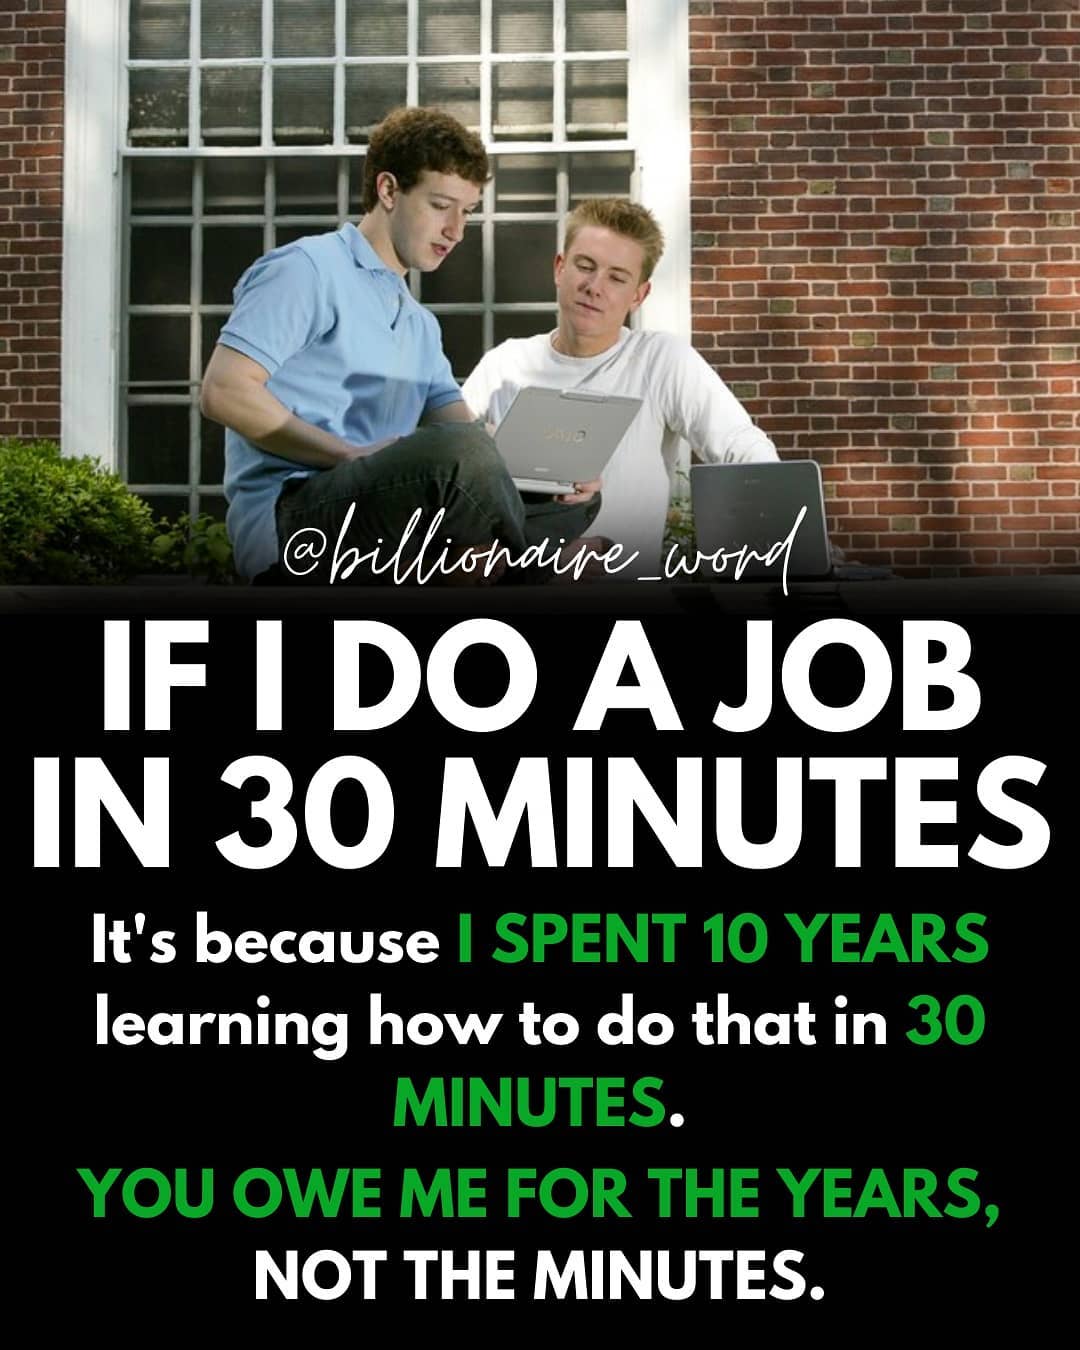 VAIO
@billionaire_word
IF I DO A JOB
IN 30 MINUTES
It's because I SPENT 10 YEARS
learning how to do that in 30
MINUTES.
YOU OWE ME FOR THE YEARS,
NOT THE MINUTES.